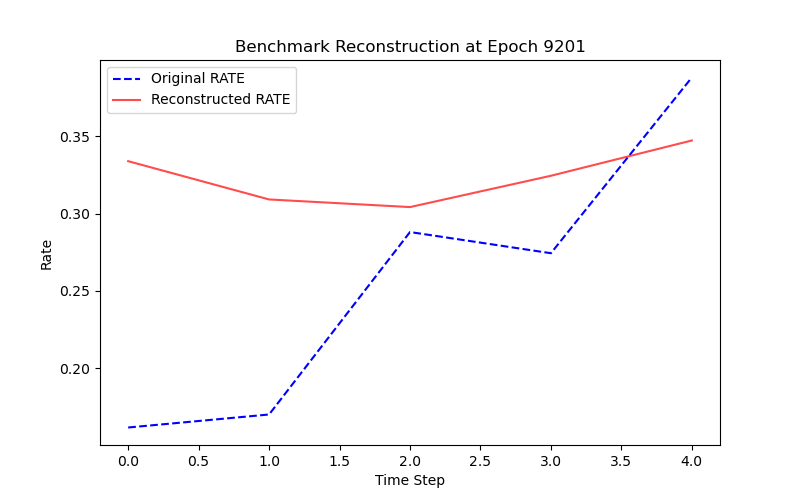 Benchmark Reconstruction at Epoch 9201
Original RATE
Reconstructed RATE
0.35
0.30
0.25
0.20
Rate
0.0 0.5 1.0 1.5 2.0 2.5 3.0 3.5 4.0
Time Step